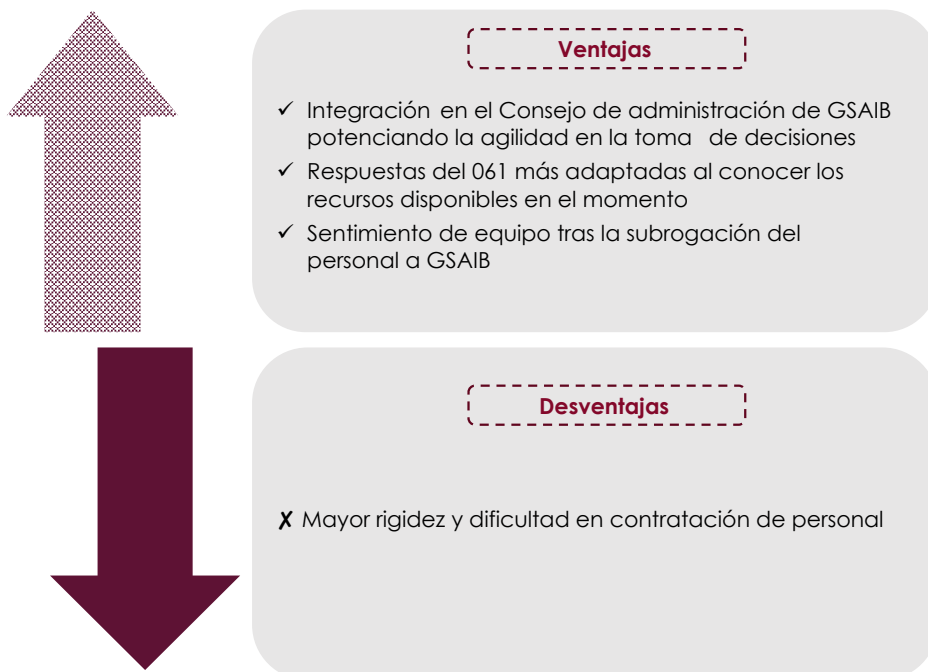 Ventajas
✓ Integración en el Consejo de administración de GSAIB
potenciando la agilidad en la toma de decisiones
✓ Respuestas del 061 más adaptadas al conocer los
recursos disponibles en el momento
✓ Sentimiento de equipo tras la subrogación del
personal a GSAIB
Desventajas
✗ Mayor rigidez y dificultad en contratación de personal